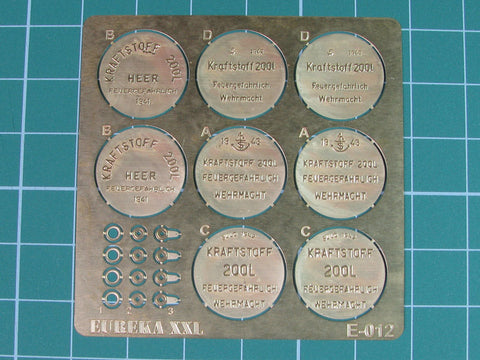 B D D
KRAFTSTOFF 200L
HEER
FEUERGEFÄHRLICH
1941
S 1942
Kraftstoff 200L
Feuergefährlich
Wehrmacht
Kraftstoff 200L
Feuergefährlich
Wehrmacht
B A A
KRAFTSTOFF 200L
HEER
FEUERGEFÄHRLICH
1941
19 43
KRAFTSTOFF 200L
FEUERGEFÄHRLICH
WEHRMACHT
19 43
KRAFTSTOFF 200L
FEUERGEFÄHRLICH
WEHRMACHT
C C
KRAFTSTOFF
200L
FEUERGEFÄHRLICH
WEHRMACHT
KRAFTSTOFF
200L
FEUERGEFÄHRLICH
WEHRMACHT
1 2 3
EUREKA XXL E-012